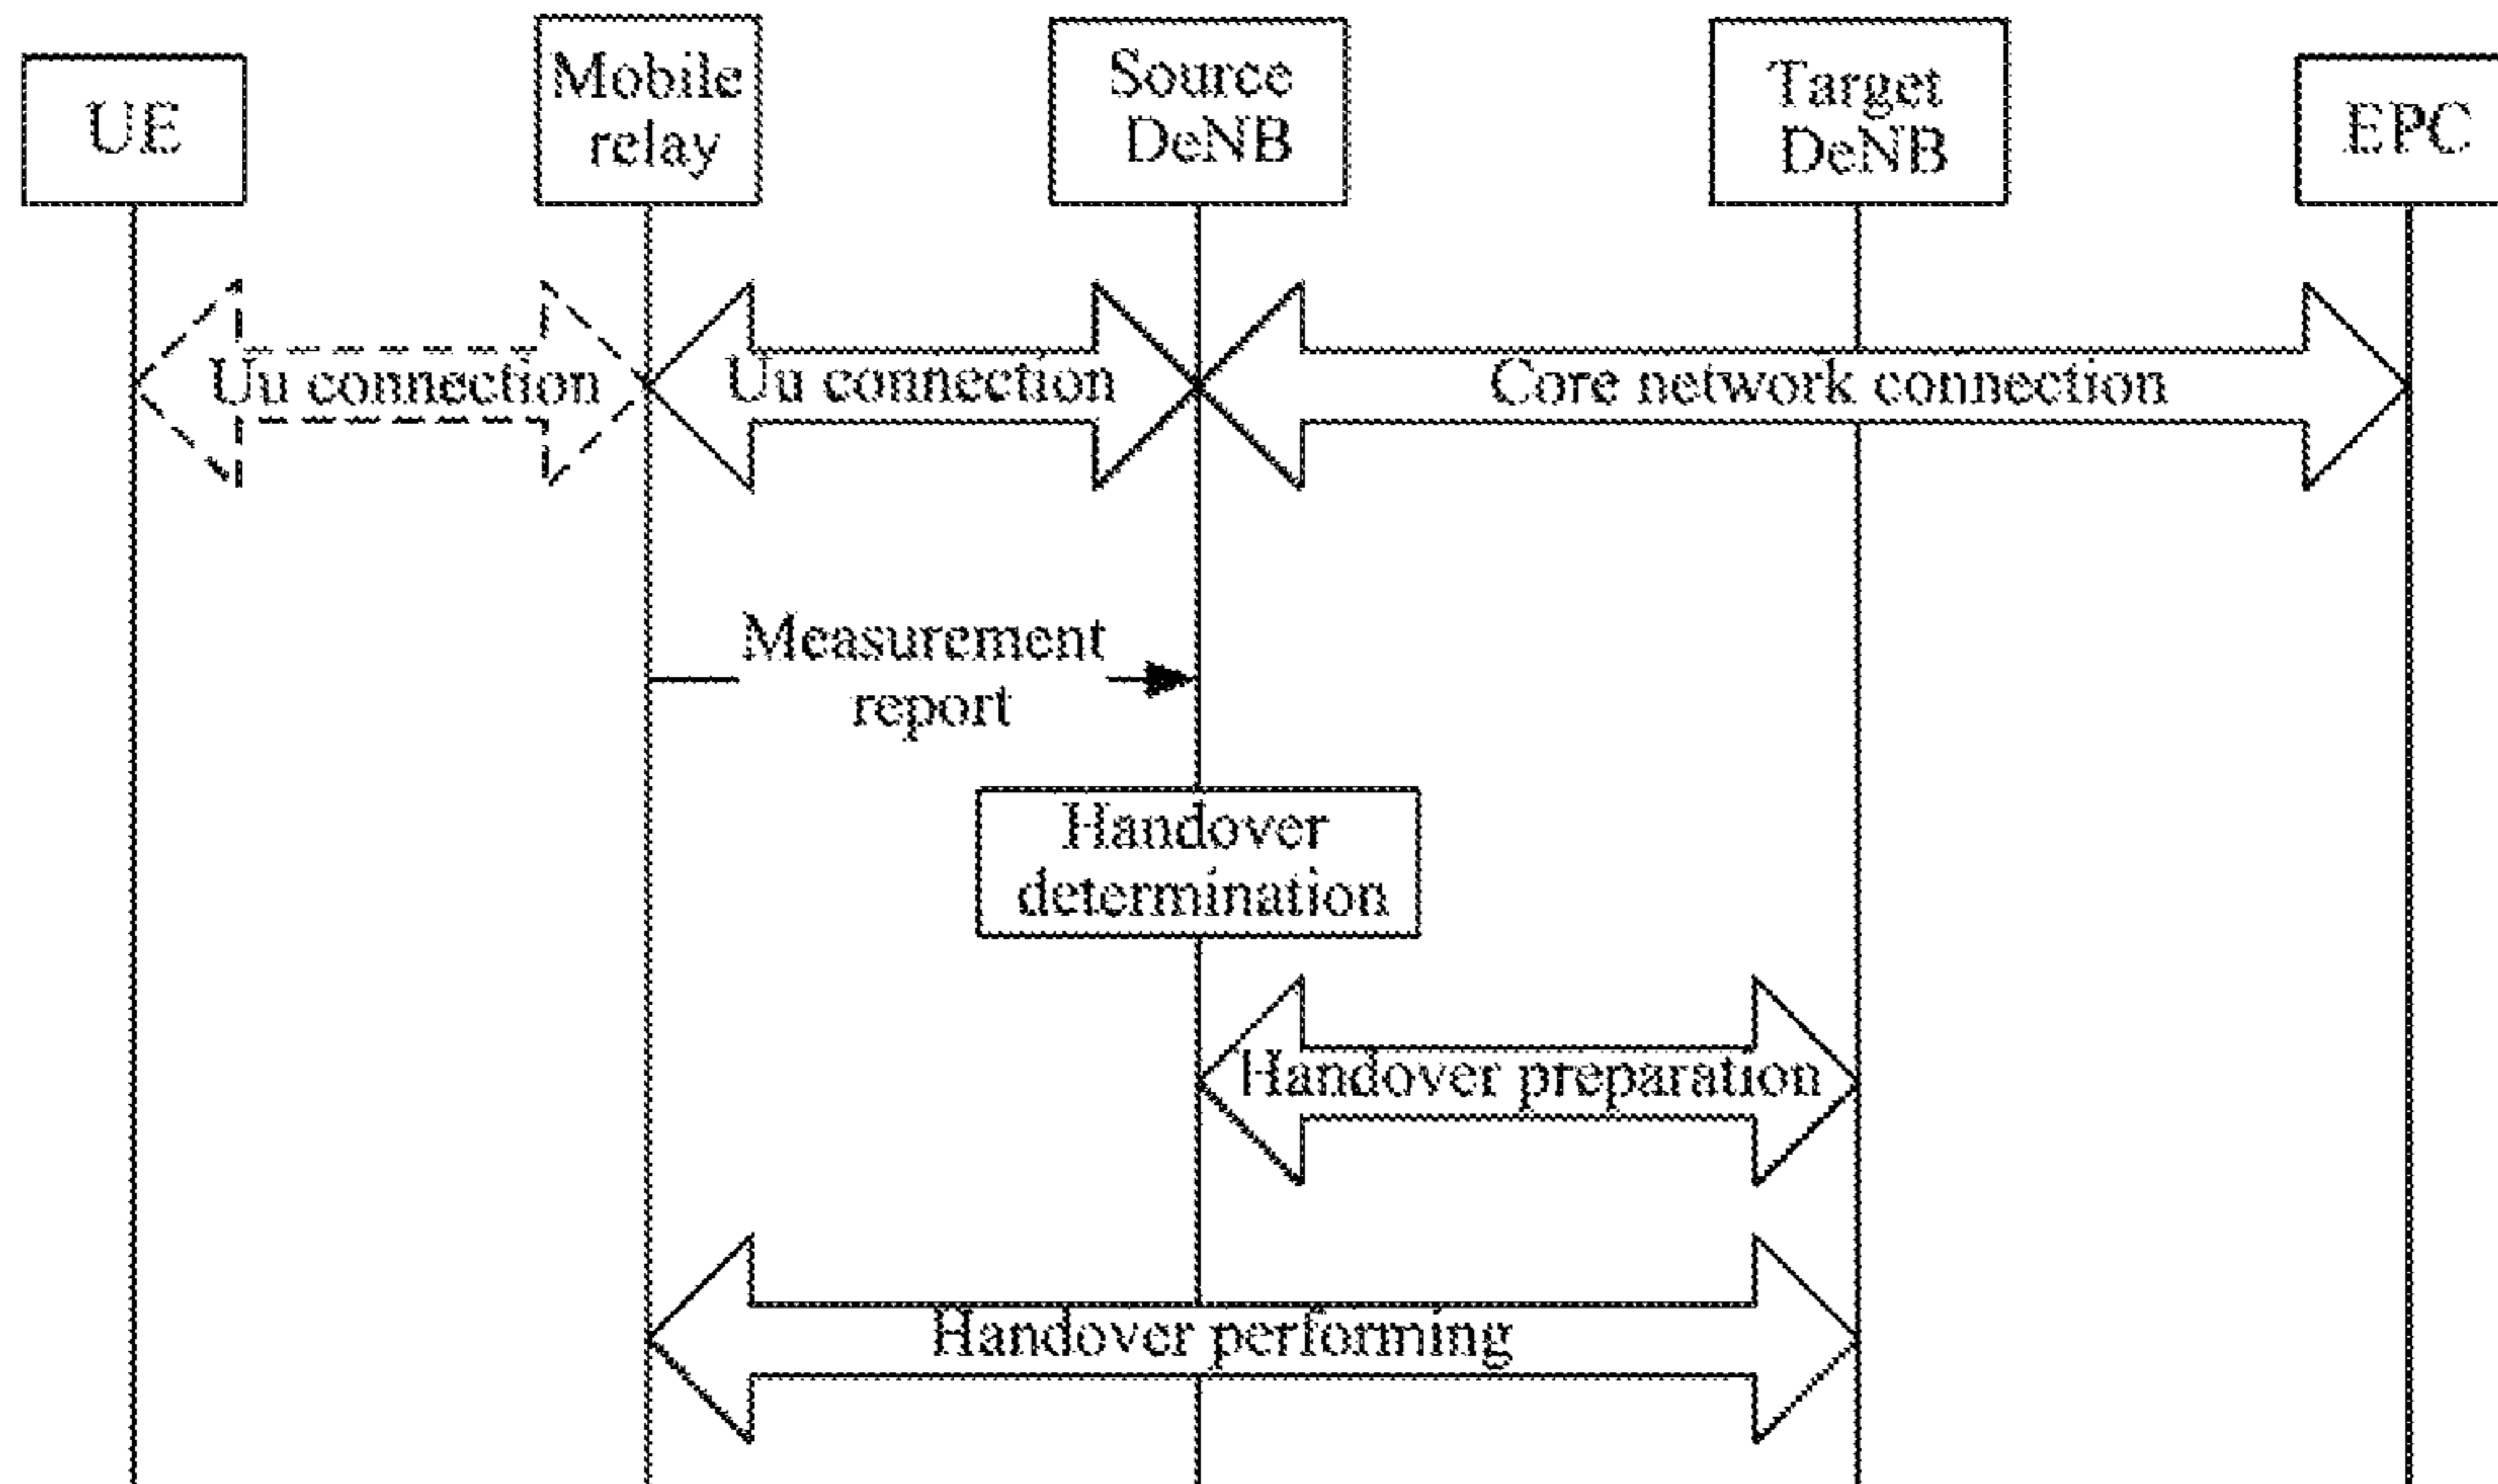 UE
Mobile
relay
Source
DeNB
Target
DeNB
EPC
Uu connection
Uu connection
Core network connection
Measurement
report
Handover
determination
Handover preparation
Handover performing